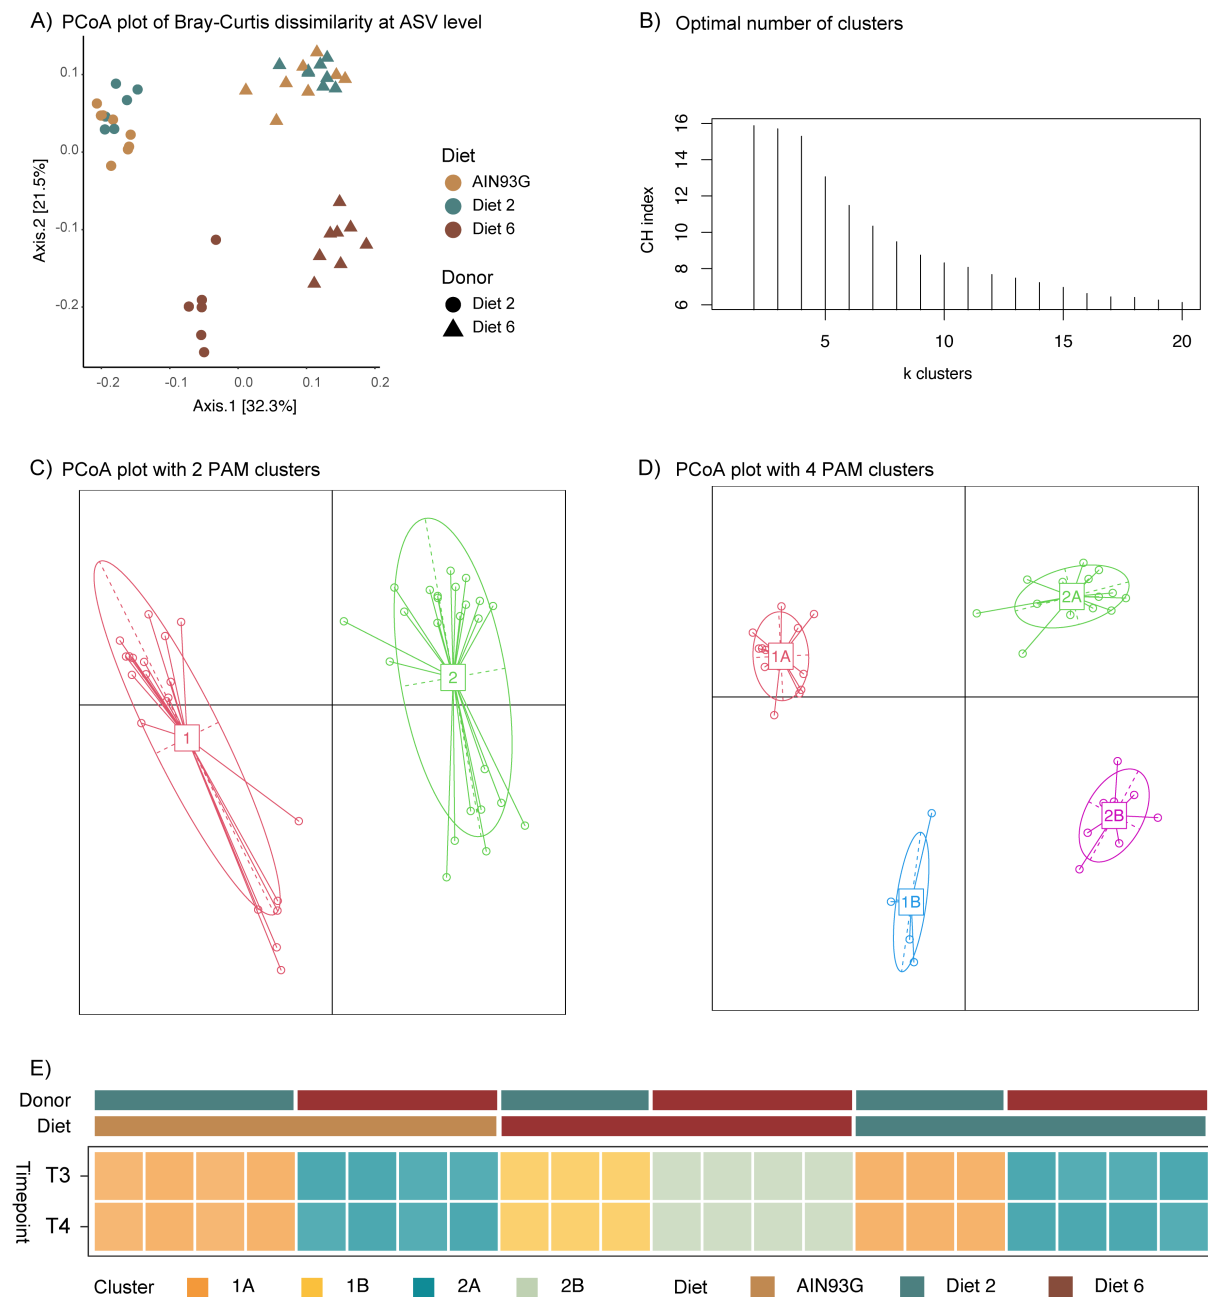 A) PCoA plot of Bray-Curtis dissimilarity at ASV level
0.1
0.0
-0.1
-0.2
Axis.2 [21.5%]
-0.2 -0.1 0.0 0.1 0.2
Axis.1 [32.3%]
Diet
AIN93G
Diet 2
Diet 6
Donor
Diet 2
Diet 6
B) Optimal number of clusters
16
14
12
10
8
6
CH index
5 10 15 20
k clusters
C) PCoA plot with 2 PAM clusters
1
2
D) PCoA plot with 4 PAM clusters
1A
2A
1B
2B
E)
Donor
Diet
Timepoint
T3
T4
Cluster 1A 1B 2A 2B Diet AIN93G Diet 2 Diet 6